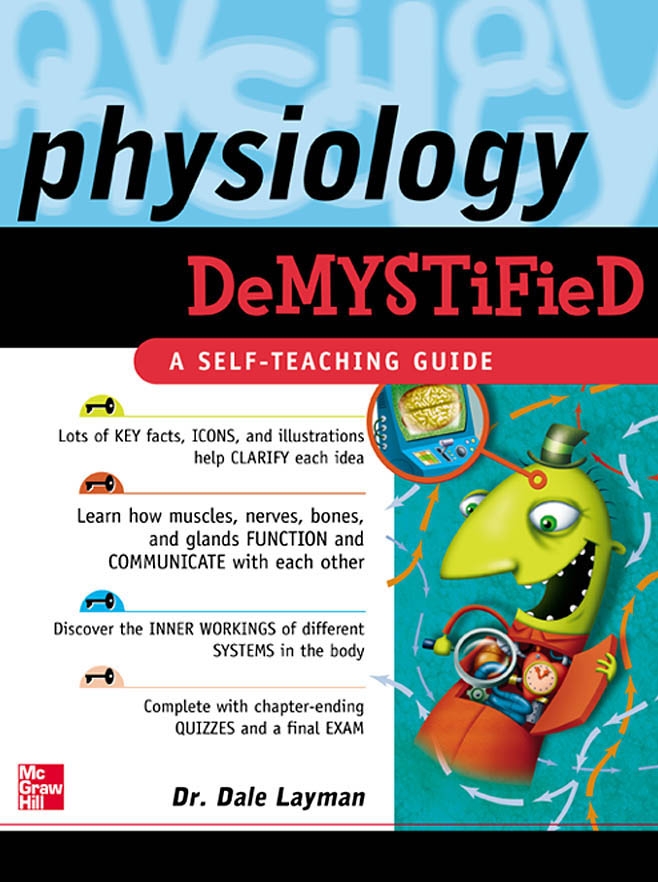 physiology
DeMYSTiFieD
A SELF-TEACHING GUIDE
Lots of KEY facts, ICONS, and illustrations
help CLARIFY each idea
Learn how muscles, nerves, bones,
and glands FUNCTION and
COMMUNICATE with each other
Discover the INNER WORKINGS of different
SYSTEMS in the body
Complete with chapter-ending
QUIZZES and a final EXAM
Mc
Graw
Hill
Dr. Dale Layman